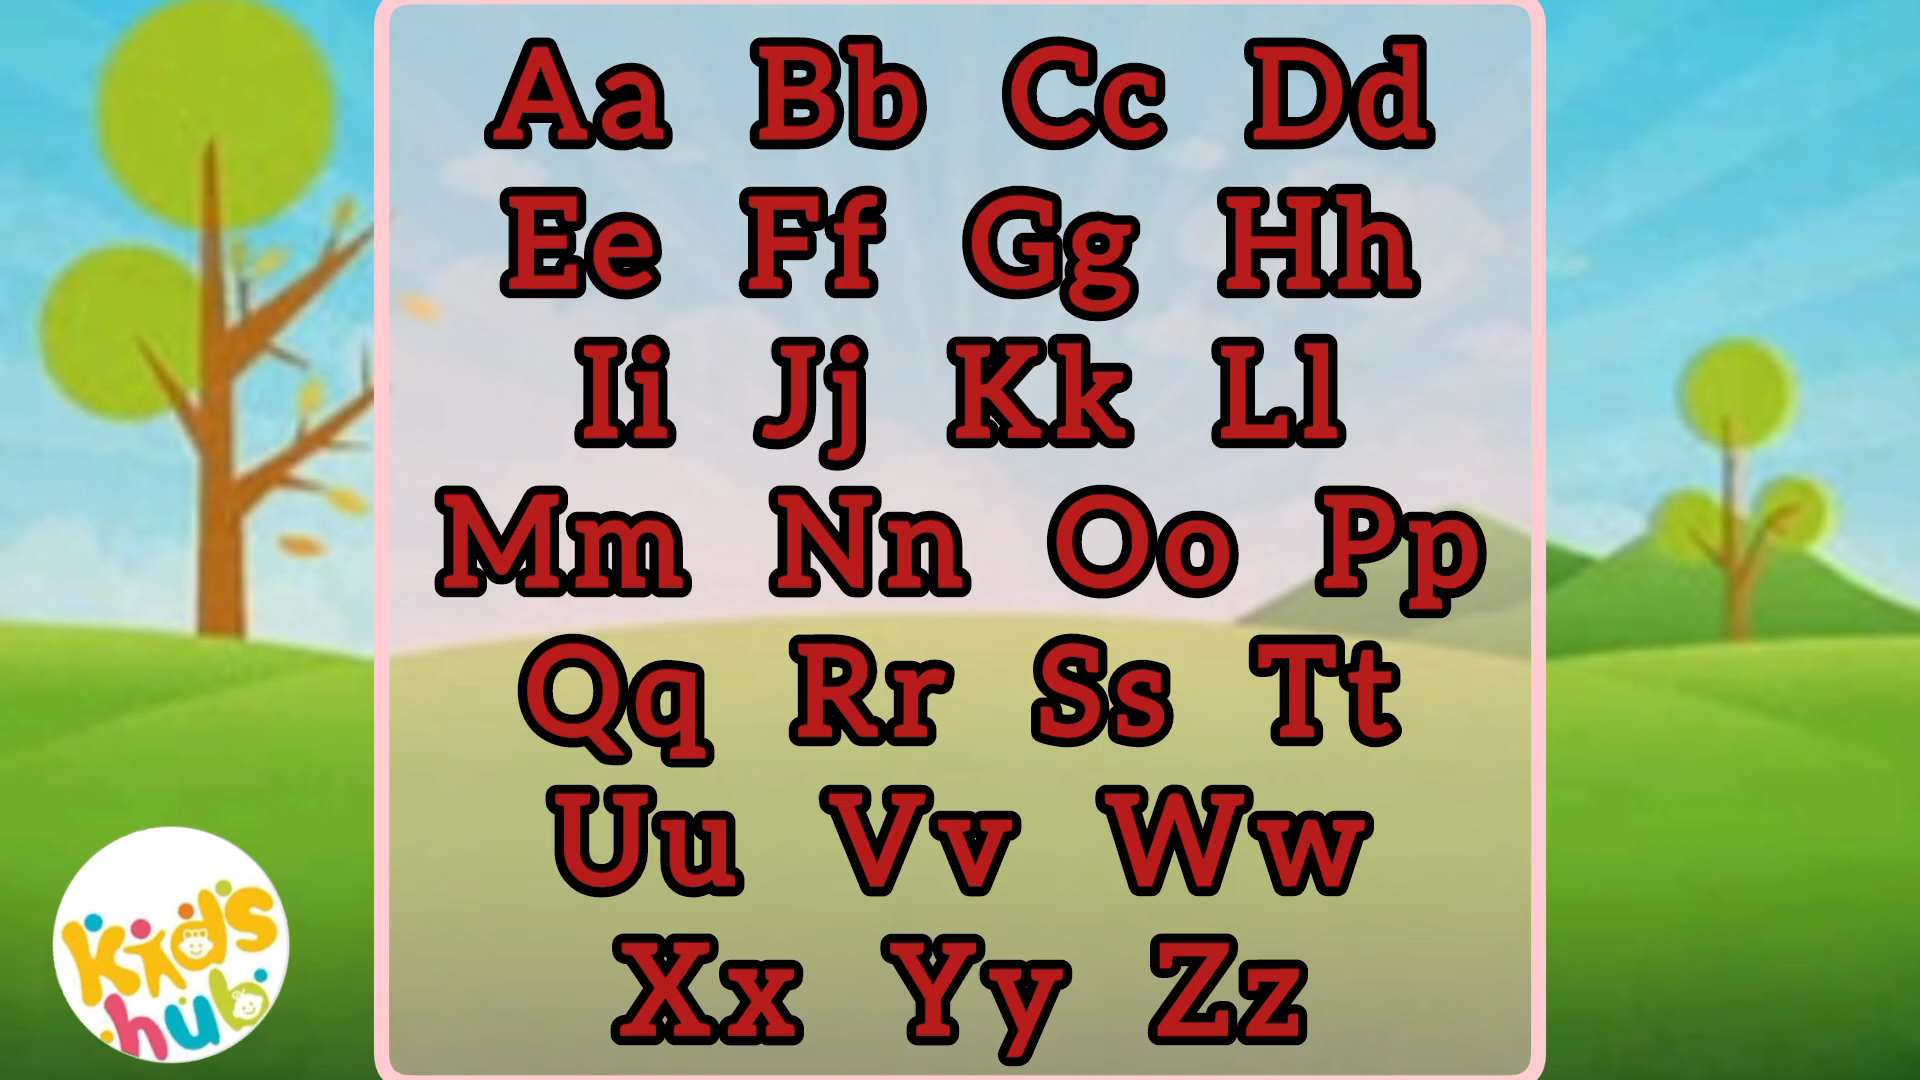 Aa Bb Cc Dd
Ee Ff Gg Hh
Ii Jj Kk Ll
Mm Nn Oo Pp
Qq Rr Ss Tt
Uu Vv Ww
Xx Yy Zz
kids
hub